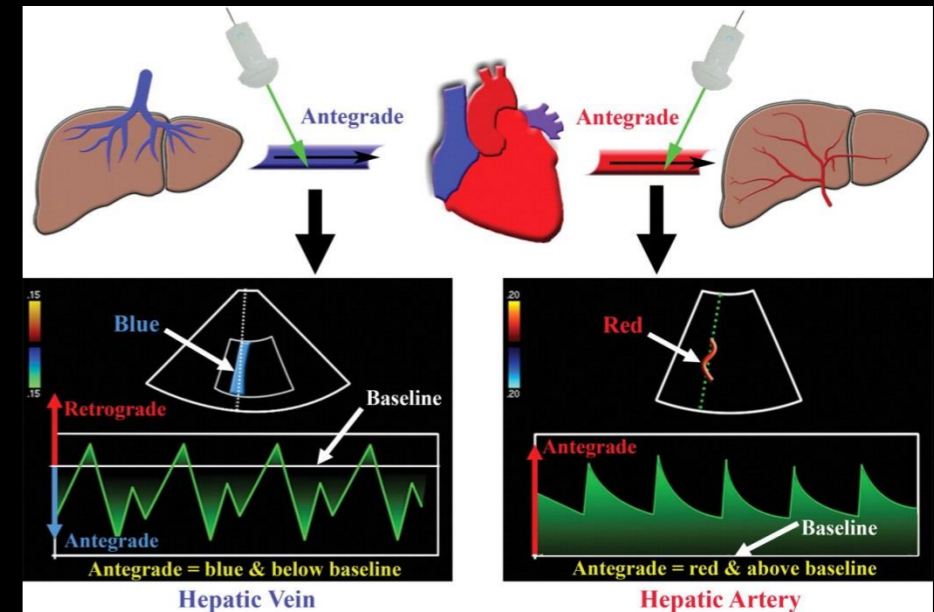 Antegrade
Antegrade
.15
.15
Blue
Retrograde
Baseline
Antegrade
Antegrade = blue & below baseline
Hepatic Vein
.20
.20
Red
Antegrade
Baseline
Antegrade = red & above baseline
Hepatic Artery